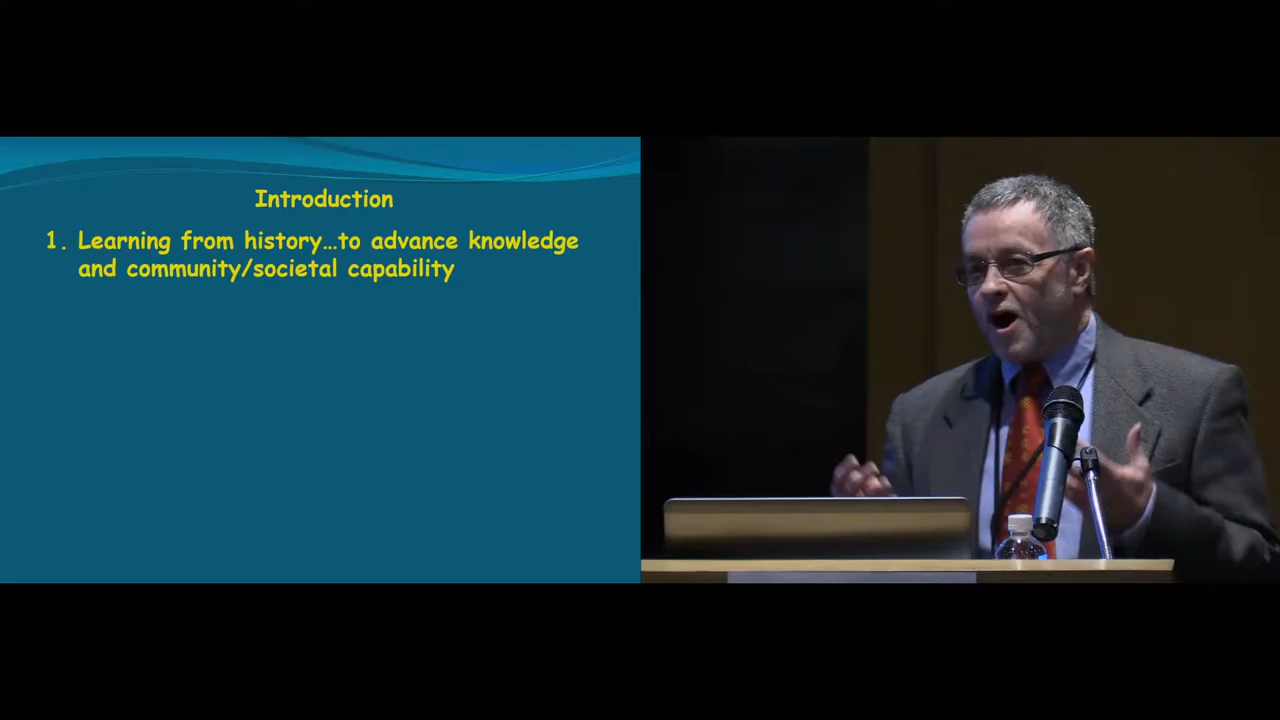 Introduction
1. Learning from history…to advance knowledge
and community/societal capability